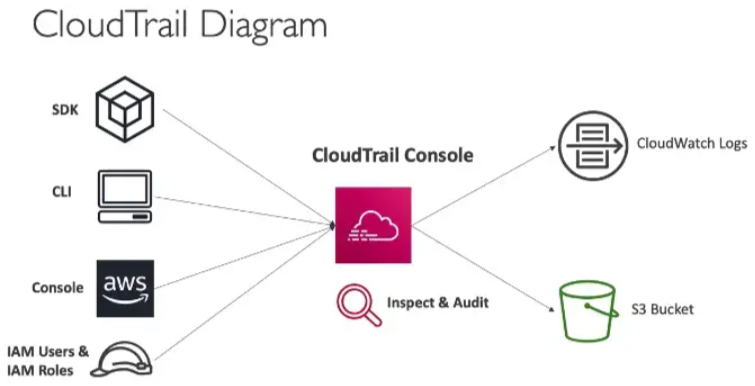 CloudTrail Diagram
SDK
CLI
Console
aws
IAM Users &
IAM Roles
CloudTrail Console
Inspect & Audit
CloudWatch Logs
S3 Bucket